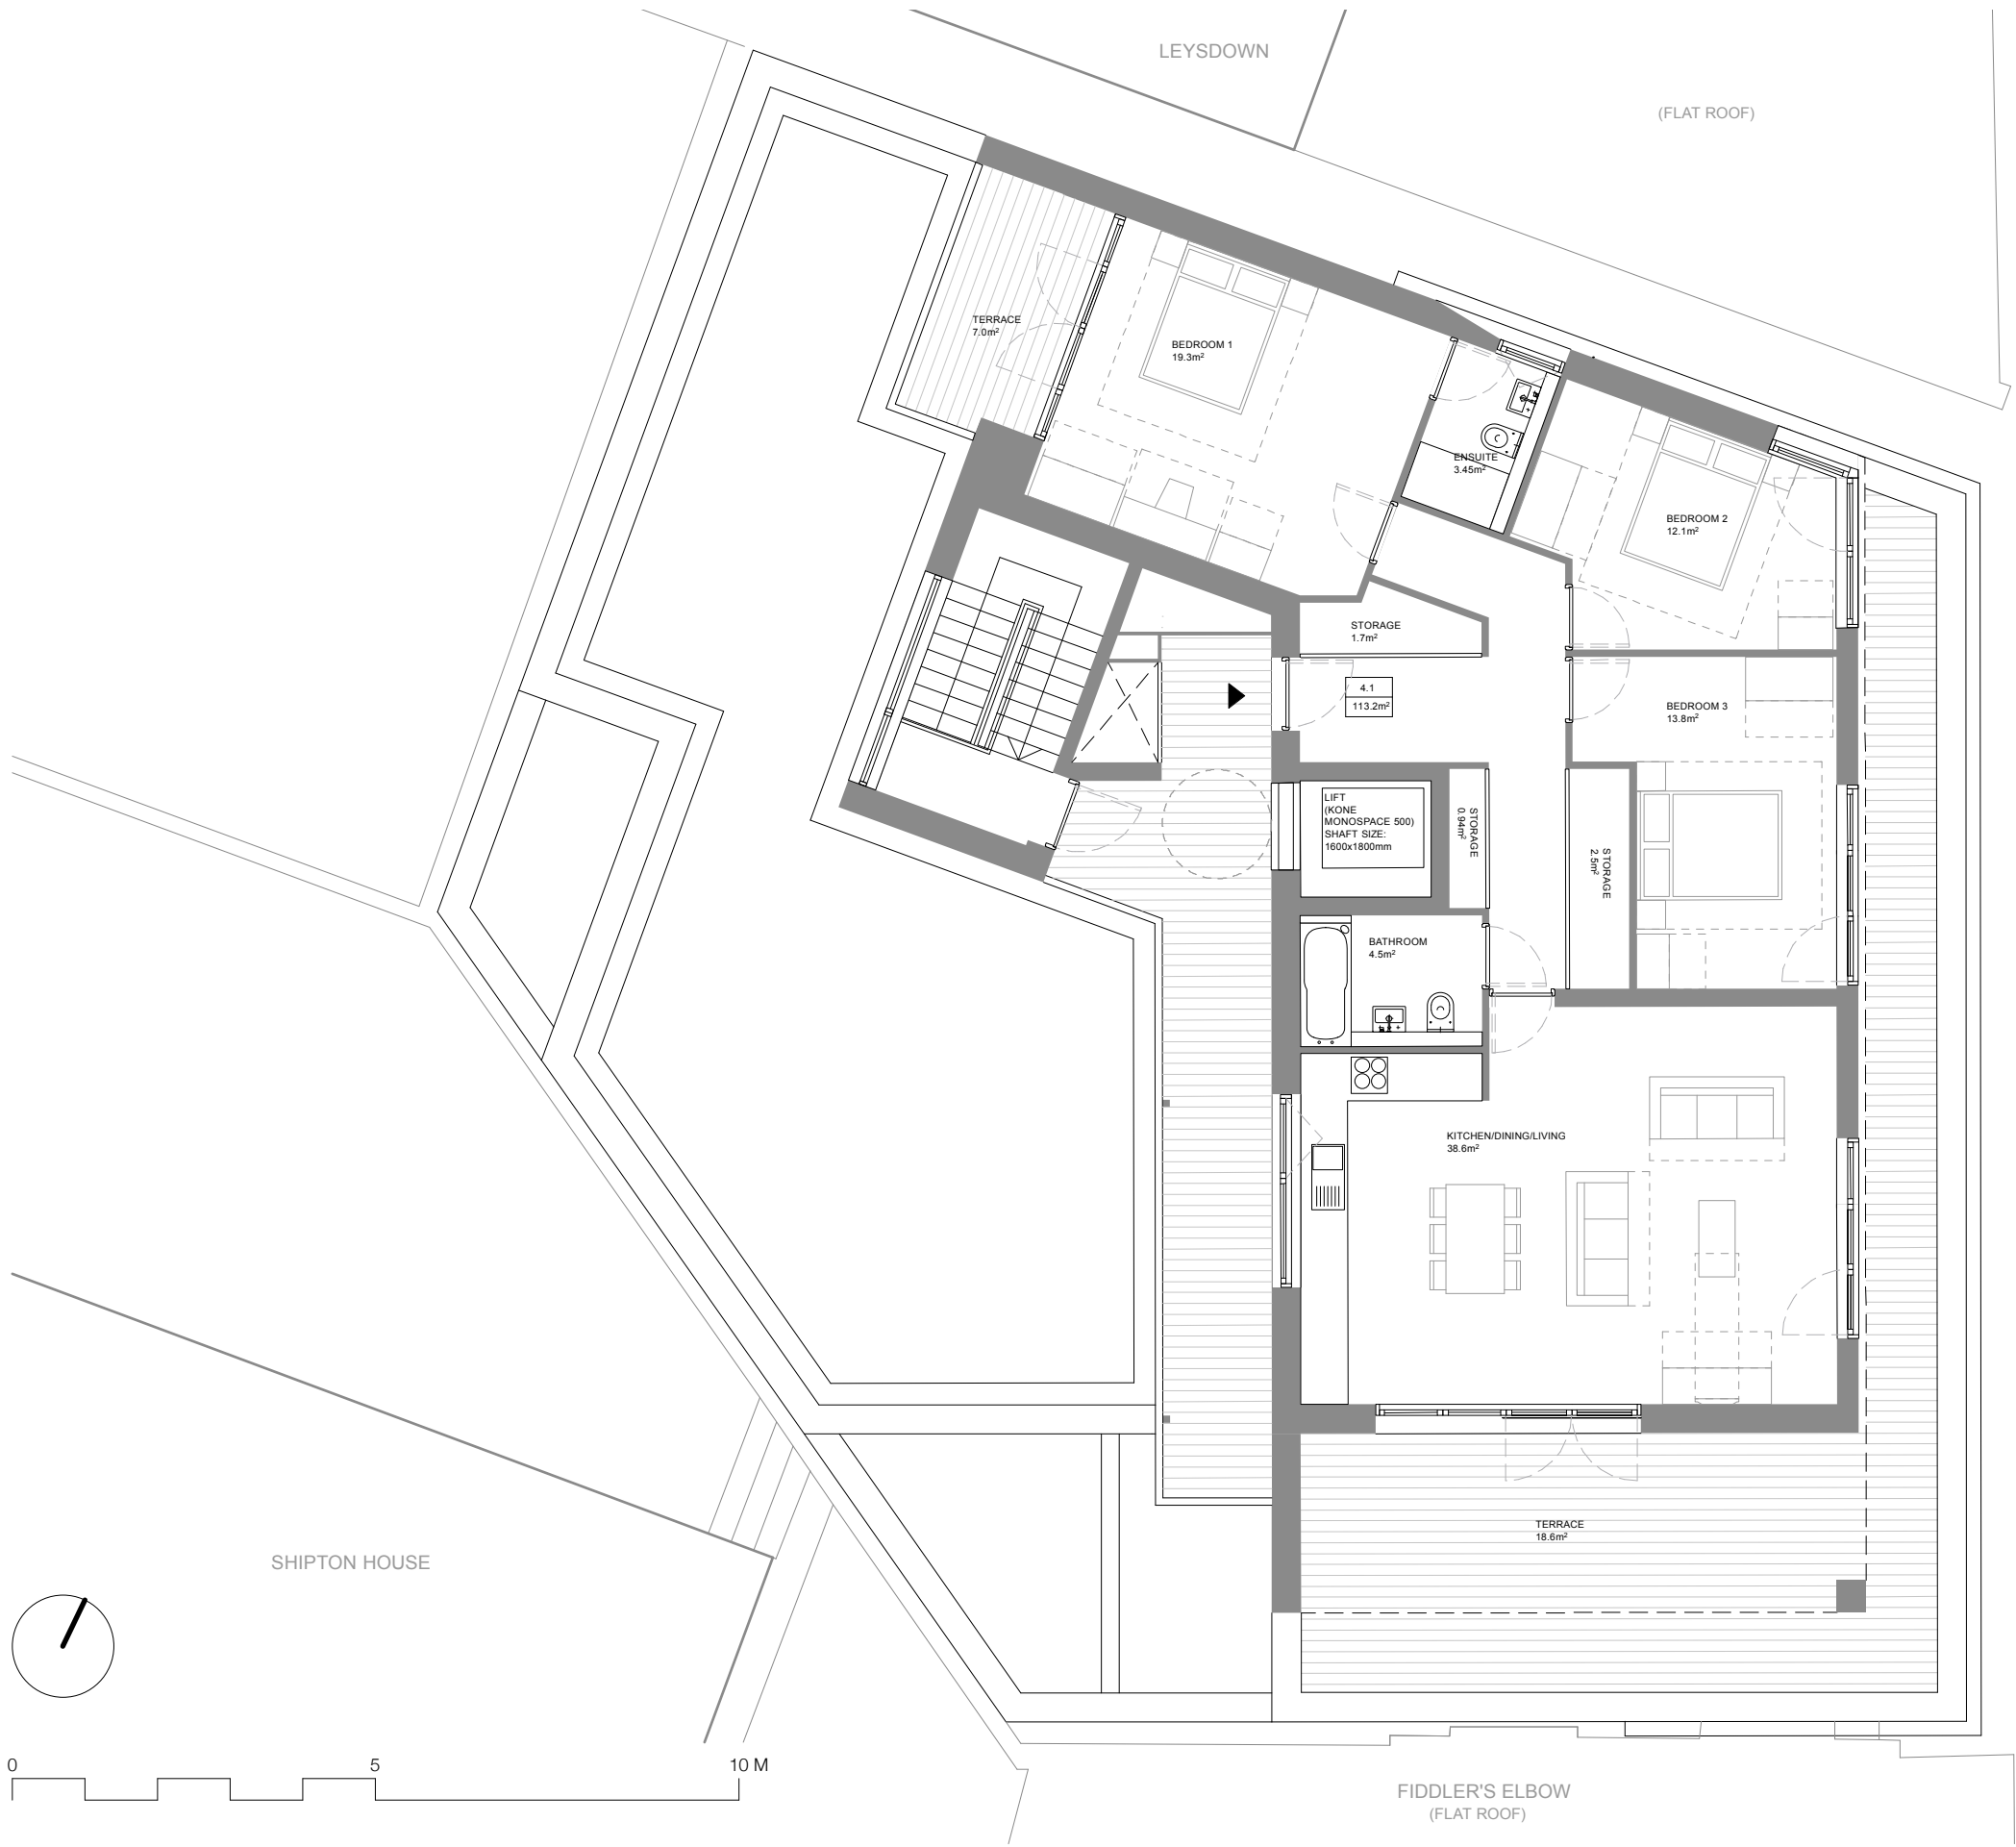 LEYSDOWN
(FLAT ROOF)
TERRACE
7.0m²
BEDROOM 1
19.3m²
ENSUITE
3.45m²
BEDROOM 2
12.1m²
STORAGE
1.7m²
4.1
113.2m²
BEDROOM 3
13.8m²
LIFT
(KONE
MONOSPACE 500)
SHAFT SIZE:
1600x1800mm
STORAGE
0.94m²
STORAGE
2.5m²
BATHROOM
4.5m²
KITCHEN/DINING/LIVING
38.6m²
TERRACE
18.6m²
SHIPTON HOUSE
0 5 10 M
FIDDLER'S ELBOW
(FLAT ROOF)